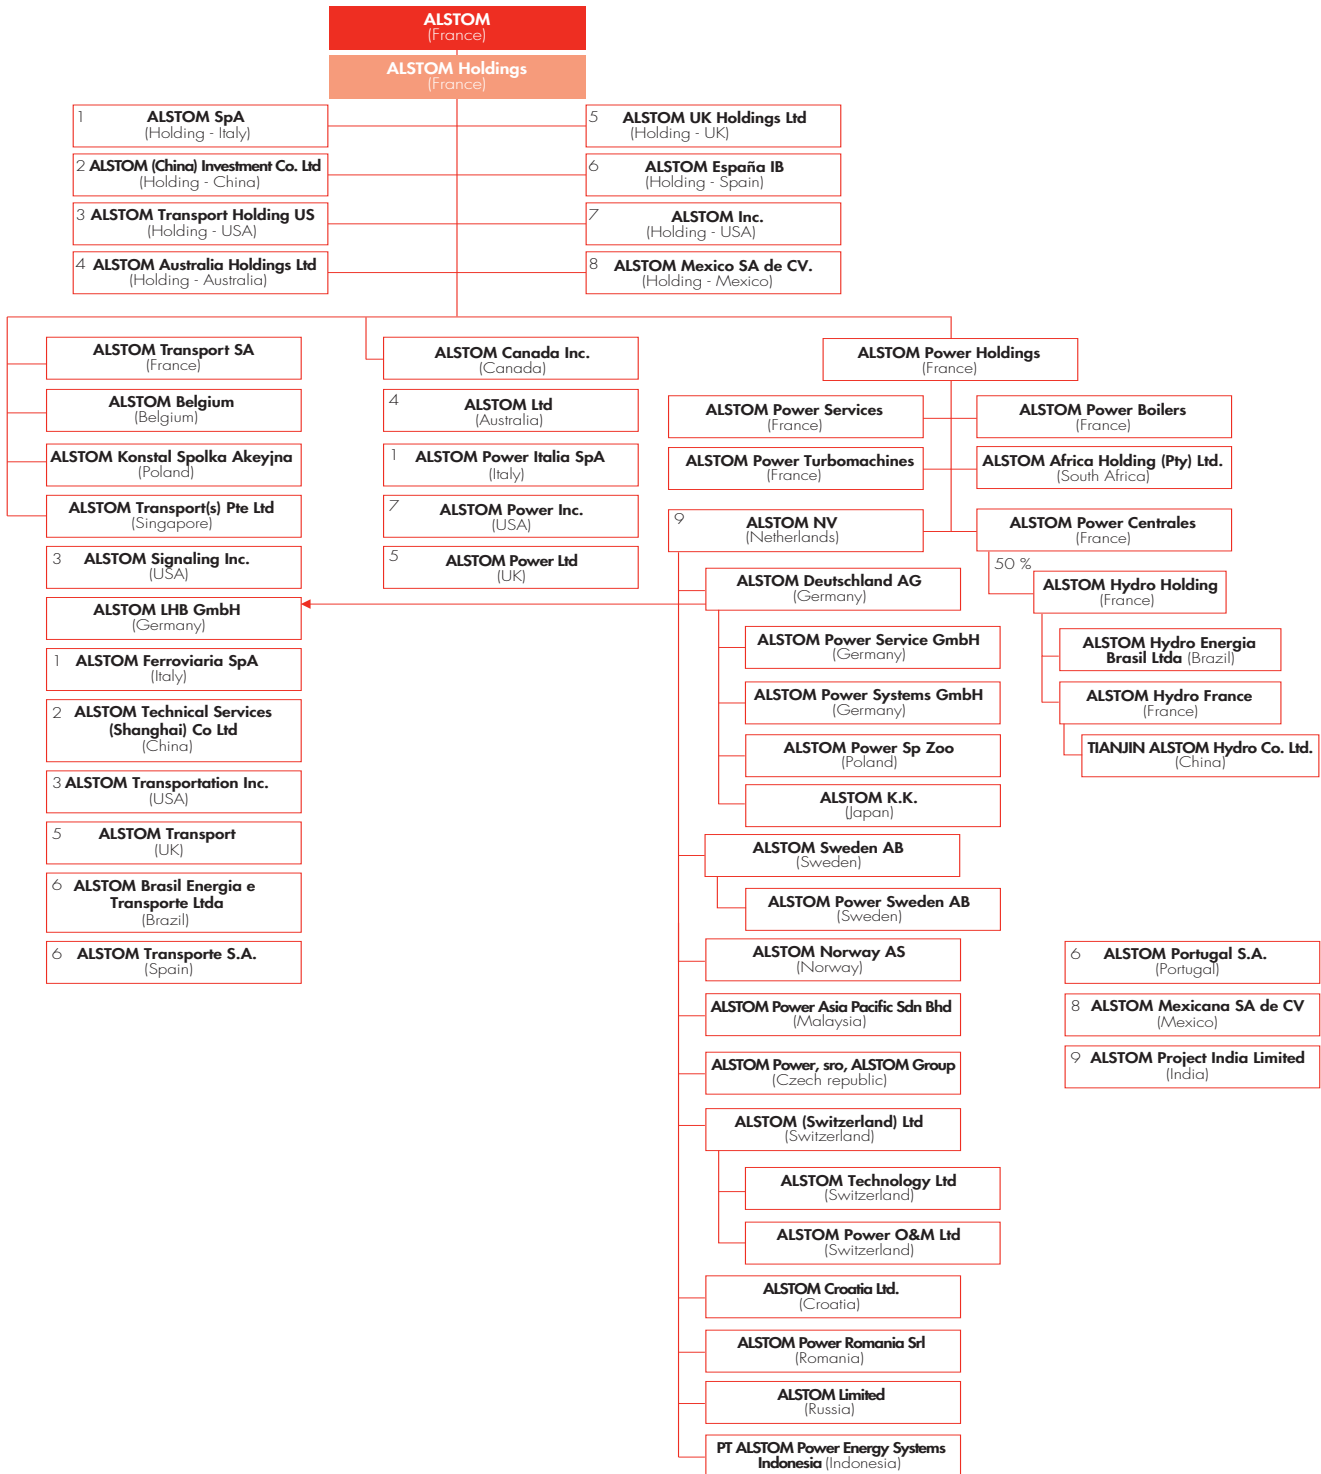 ALSTOM
(France)
ALSTOM Holdings
(France)
1 ALSTOM SpA
(Holding - Italy)
2 ALSTOM (China) Investment Co. Ltd
(Holding - China)
3 ALSTOM Transport Holding US
(Holding - USA)
4 ALSTOM Australia Holdings Ltd
(Holding - Australia)
5 ALSTOM UK Holdings Ltd
(Holding - UK)
6 ALSTOM España IB
(Holding - Spain)
7 ALSTOM Inc.
(Holding - USA)
8 ALSTOM Mexico SA de CV.
(Holding - Mexico)
ALSTOM Transport SA
(France)
ALSTOM Belgium
(Belgium)
ALSTOM Konstal Spolka Akeyjna
(Poland)
ALSTOM Transport(s) Pte Ltd
(Singapore)
3 ALSTOM Signaling Inc.
(USA)
ALSTOM LHB GmbH
(Germany)
1 ALSTOM Ferroviaria SpA
(Italy)
2 ALSTOM Technical Services
(Shanghai) Co Ltd
(China)
3 ALSTOM Transportation Inc.
(USA)
5 ALSTOM Transport
(UK)
6 ALSTOM Brasil Energia e
Transporte Ltda
(Brazil)
6 ALSTOM Transporte S.A.
(Spain)
ALSTOM Canada Inc.
(Canada)
4 ALSTOM Ltd
(Australia)
1 ALSTOM Power Italia SpA
(Italy)
7 ALSTOM Power Inc.
(USA)
5 ALSTOM Power Ltd
(UK)
ALSTOM Power Holdings
(France)
ALSTOM Power Services
(France)
ALSTOM Power Boilers
(France)
ALSTOM Power Turbomachines
(France)
ALSTOM Africa Holding (Pty) Ltd.
(South Africa)
9 ALSTOM NV
(Netherlands)
ALSTOM Power Centrales
(France)
ALSTOM Deutschland AG
(Germany)
ALSTOM Power Service GmbH
(Germany)
ALSTOM Power Systems GmbH
(Germany)
ALSTOM Power Sp Zoo
(Poland)
ALSTOM K.K.
(Japan)
ALSTOM Sweden AB
(Sweden)
ALSTOM Power Sweden AB
(Sweden)
ALSTOM Norway AS
(Norway)
ALSTOM Power Asia Pacific Sdn Bhd
(Malaysia)
ALSTOM Power, sro, ALSTOM Group
(Czech republic)
ALSTOM (Switzerland) Ltd
(Switzerland)
ALSTOM Technology Ltd
(Switzerland)
ALSTOM Power O&M Ltd
(Switzerland)
ALSTOM Croatia Ltd.
(Croatia)
ALSTOM Power Romania Srl
(Romania)
ALSTOM Limited
(Russia)
PT ALSTOM Power Energy Systems
Indonesia (Indonesia)
50 %
ALSTOM Hydro Holding
(France)
ALSTOM Hydro Energia
Brasil Ltda (Brazil)
ALSTOM Hydro France
(France)
TIANJIN ALSTOM Hydro Co. Ltd.
(China)
6 ALSTOM Portugal S.A.
(Portugal)
8 ALSTOM Mexicana SA de CV
(Mexico)
9 ALSTOM Project India Limited
(India)